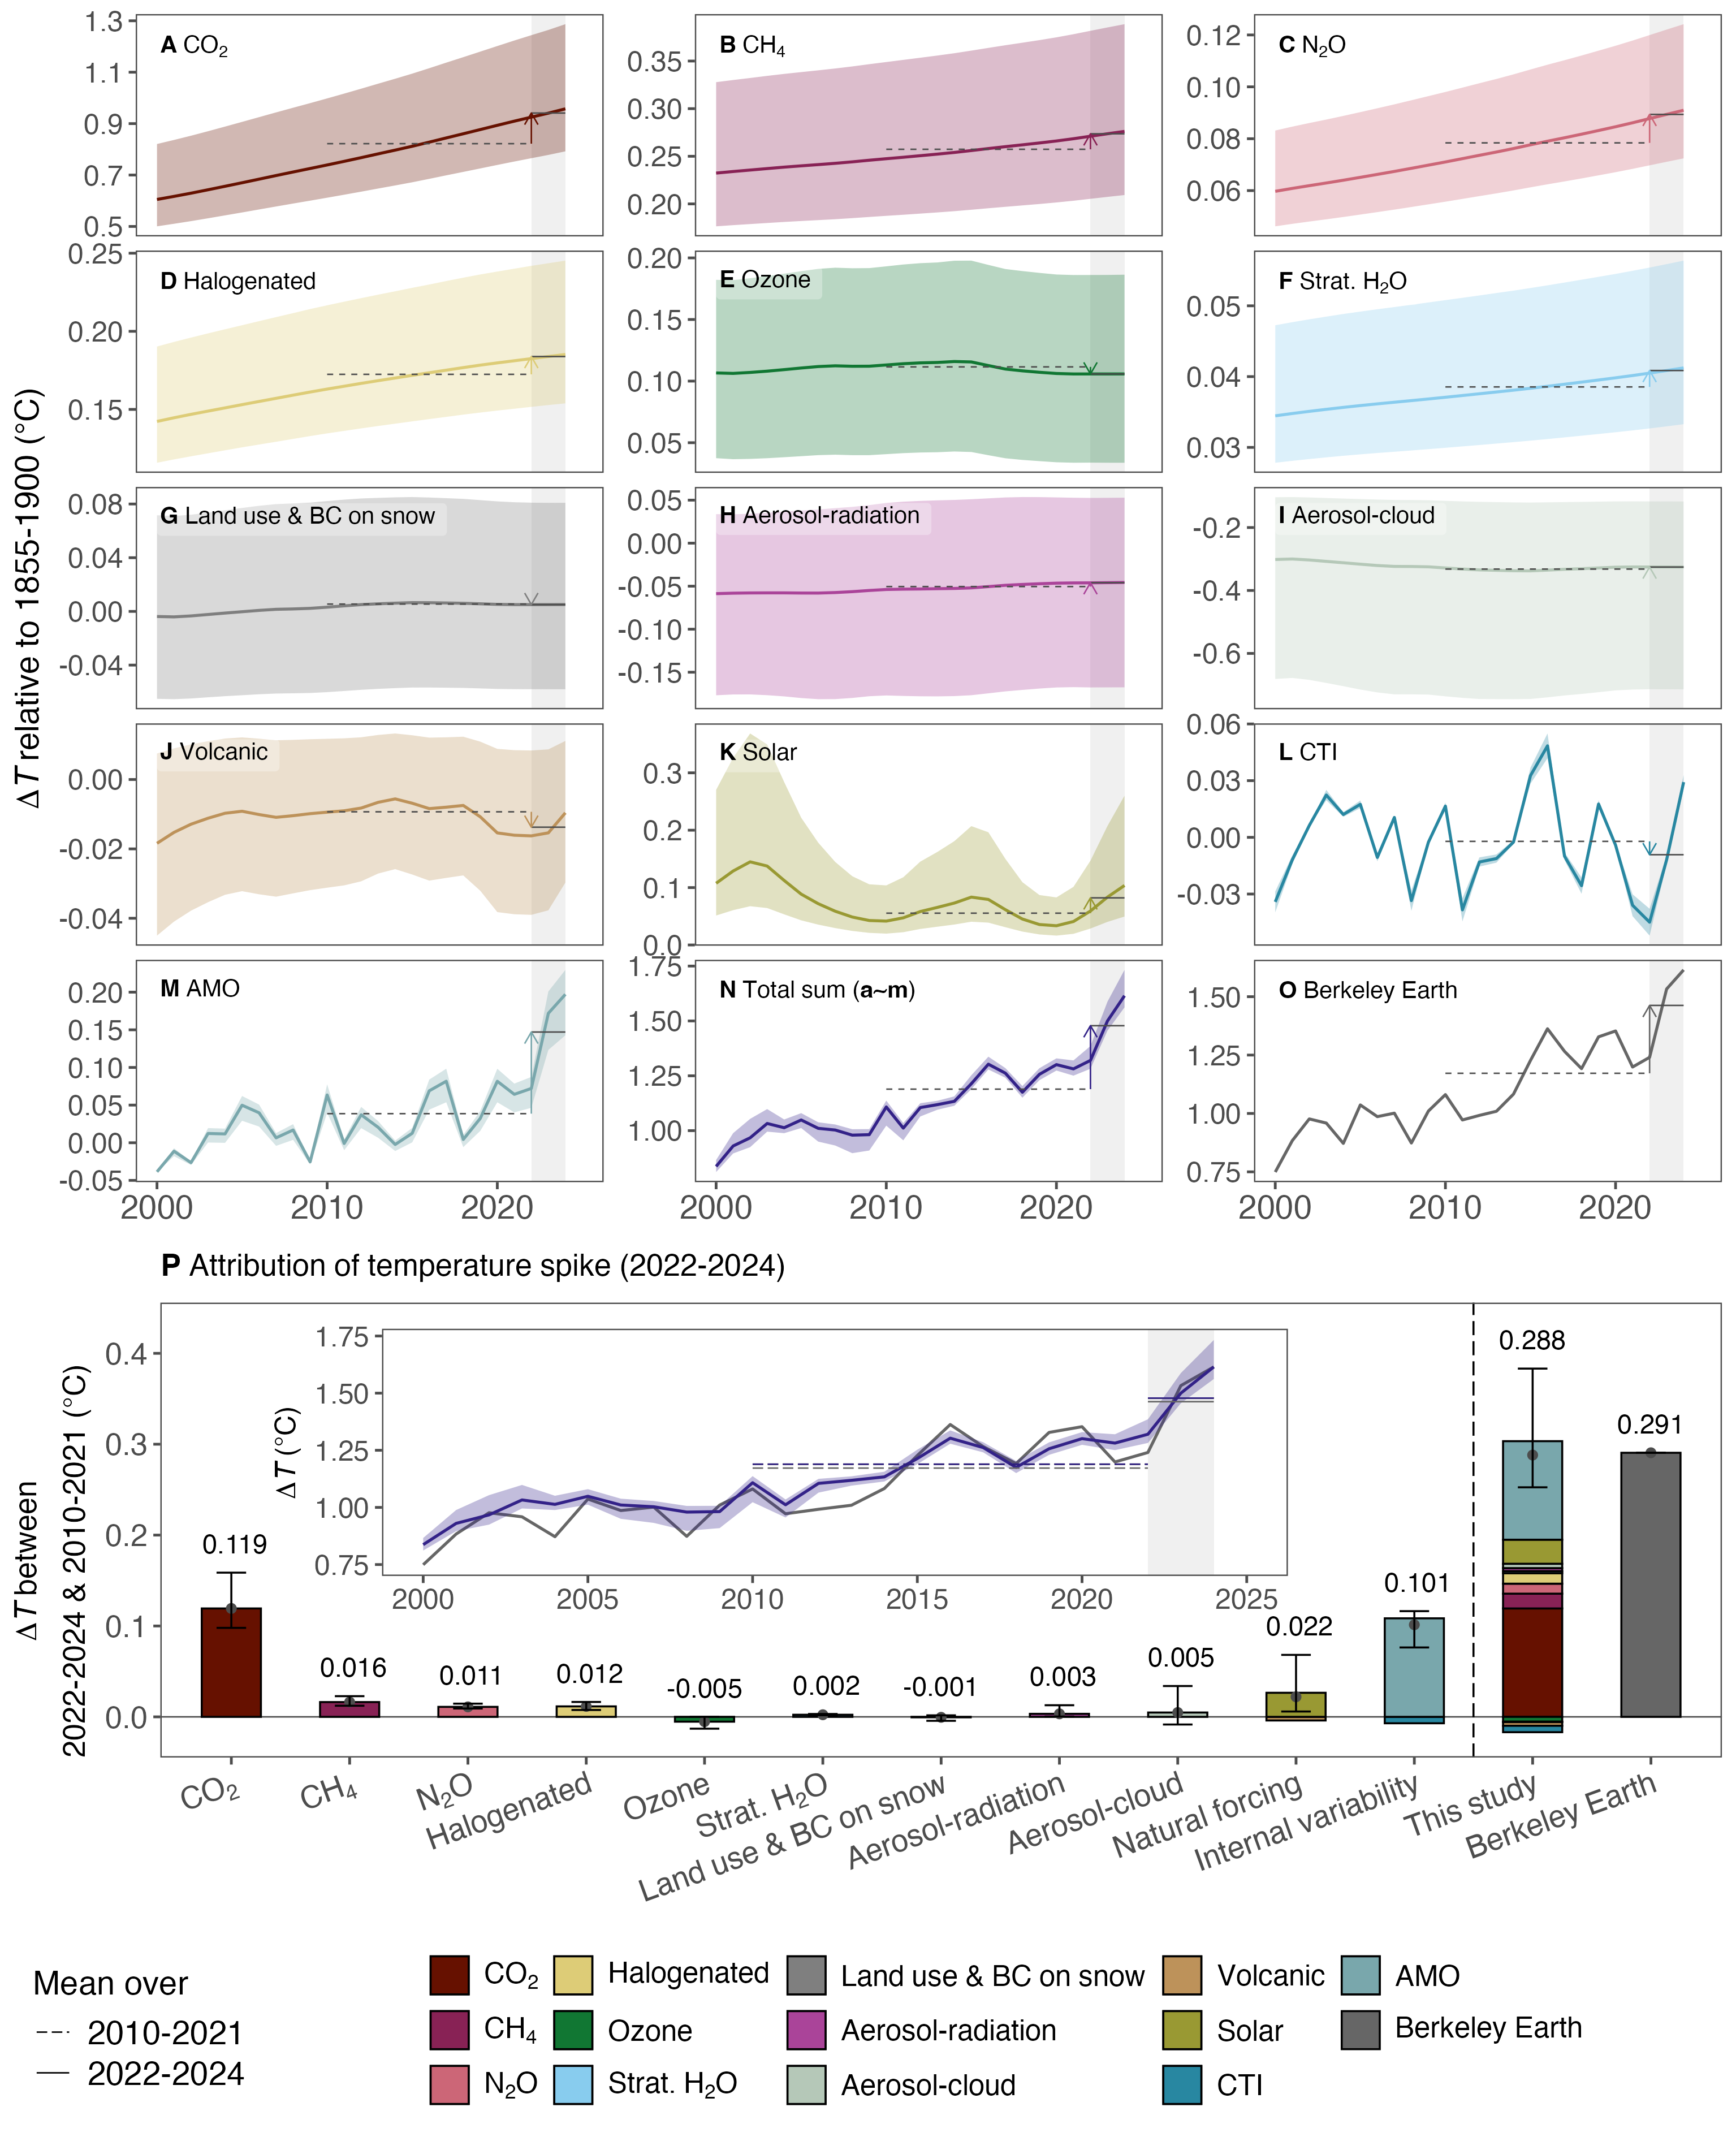 Δ T relative to 1855-1900 (°C)
A CO₂
1.3
1.1
0.9
0.7
0.5
B CH₄
0.35
0.30
0.25
0.20
C N₂O
0.12
0.10
0.08
0.06
D Halogenated
0.25
0.20
0.15
E Ozone
0.20
0.15
0.10
0.05
F Strat. H₂O
0.05
0.04
0.03
G Land use & BC on snow
0.08
0.04
0.00
-0.04
H Aerosol-radiation
0.05
0.00
-0.05
-0.10
-0.15
I Aerosol-cloud
-0.2
-0.4
-0.6
J Volcanic
0.00
-0.02
-0.04
K Solar
0.3
0.2
0.1
0.0
L CTI
0.06
0.03
0.00
-0.03
M AMO
0.20
0.15
0.10
0.05
0.00
-0.05
2000 2010 2020
N Total sum (a~m)
1.75
1.50
1.25
1.00
2000 2010 2020
O Berkeley Earth
1.50
1.25
1.00
0.75
2000 2010 2020
P Attribution of temperature spike (2022-2024)
Δ T between
2022-2024 & 2010-2021 (°C)
0.4
0.3
0.2
0.1
0.0
Δ T (°C)
1.75
1.50
1.25
1.00
0.75
2000 2005 2010 2015 2020 2025
0.119
0.016
0.011
0.012
-0.005
0.002
-0.001
0.003
0.005
0.022
0.101
0.288
0.291
CO₂
CH₄
N₂O
Halogenated
Ozone
Strat. H₂O
Land use & BC on snow
Aerosol-radiation
Aerosol-cloud
Natural forcing
Internal variability
This study
Berkeley Earth
Mean over
2010-2021
2022-2024
CO₂
CH₄
N₂O
Halogenated
Ozone
Strat. H₂O
Land use & BC on snow
Aerosol-radiation
Aerosol-cloud
Volcanic
Solar
CTI
AMO
Berkeley Earth